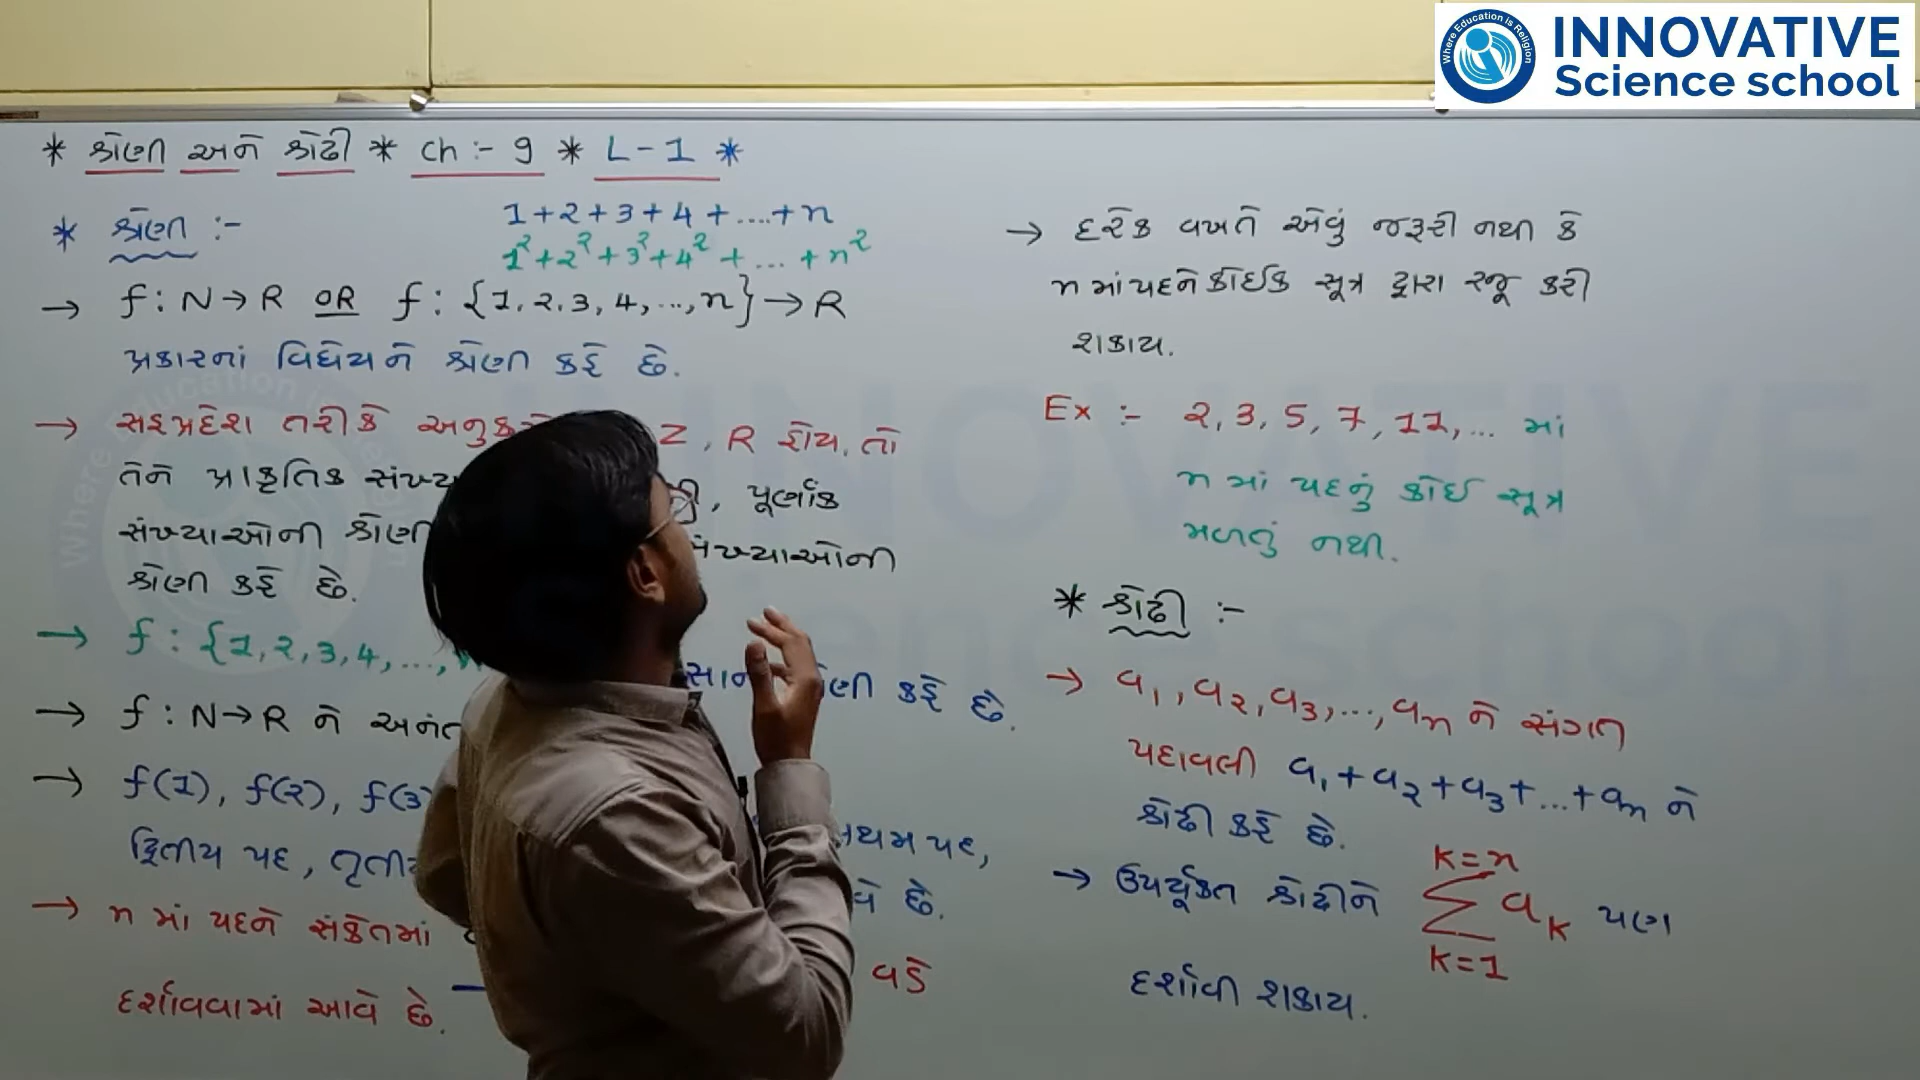 Where Education is Religion
INNOVATIVE
Science school
* શ્રેણી અને શ્રેઢી * Ch :- 9 * L-1 *
* શ્રેણી :-
1+2+3+4+....+n
1²+2²+3²+4²+...+n²
→ f : N→R OR f : {1,2,3,4,...,n}→R
પ્રકારનાં વિધેયને શ્રેણી કહે છે.
→ સહપ્રદેશ તરીકે Z, R હોય, તો
તેને પ્રાકૃતિક , પૂર્ણાંક
સંખ્યાઓની શ્રેણી સંખ્યાઓની
શ્રેણી કહે છે.
→ f : {1,2,3,4,..., કહે છે.
→ f : N→R ને
→ f(1), f(2), f(3) પ્રથમ પદ,
દ્વિતીય પદ, છે.
→ n માં પદને સંકેતમાં વડે
દર્શાવવામાં આવે છે.
→ દરેક વખતે એવું જરૂરી નથી કે
n માં પદને કોઈક સૂત્ર દ્વારા રજૂ કરી
શકાય.
Ex :- 2, 3, 5, 7, 11,... માં
n માં પદનું કોઈ સૂત્ર
મળતું નથી.
* શ્રેઢી :-
→ a₁, a₂, a₃,..., aₙ ને સંગત
પદાવલી a₁+a₂+a₃+...+aₙ ને
શ્રેઢી કહે છે.
→ ઉપર્યુક્ત શ્રેઢીને K=n ∑ K=1 aₖ પણ
દર્શાવી શકાય.